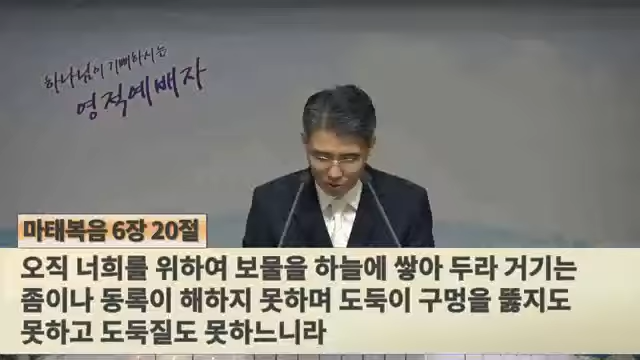 하나님이 기뻐하시는
영적예배자
마태복음 6장 20절
오직 너희를 위하여 보물을 하늘에 쌓아 두라 거기는
좀이나 동록이 해하지 못하며 도둑이 구멍을 뚫지도
못하고 도둑질도 못하느니라